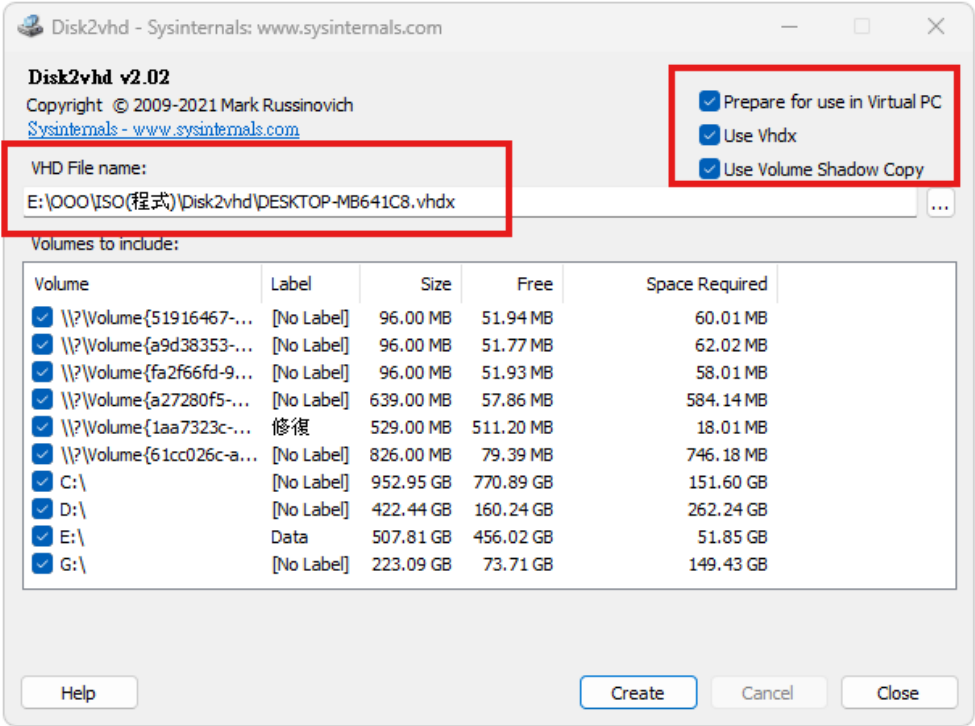 Disk2vhd - Sysinternals: www.sysinternals.com
Disk2vhd v2.02
Copyright © 2009-2021 Mark Russinovich
Sysinternals - www.sysinternals.com
Prepare for use in Virtual PC
Use Vhdx
Use Volume Shadow Copy
VHD File name:
E:\OOO\ISO(程式)\Disk2vhd\DESKTOP-MB641C8.vhdx
...
Volumes to include:
Volume Label Size Free Space Required
\\?\Volume{51916467-... [No Label] 96.00 MB 51.94 MB 60.01 MB
\\?\Volume{a9d38353-... [No Label] 96.00 MB 51.77 MB 62.02 MB
\\?\Volume{fa2f66fd-9... [No Label] 96.00 MB 51.93 MB 58.01 MB
\\?\Volume{a27280f5-... [No Label] 639.00 MB 57.86 MB 584.14 MB
\\?\Volume{1aa7323c-... 修復 529.00 MB 511.20 MB 18.01 MB
\\?\Volume{61cc026c-a... [No Label] 826.00 MB 79.39 MB 746.18 MB
C:\ [No Label] 952.95 GB 770.89 GB 151.60 GB
D:\ [No Label] 422.44 GB 160.24 GB 262.24 GB
E:\ Data 507.81 GB 456.02 GB 51.85 GB
G:\ [No Label] 223.09 GB 73.71 GB 149.43 GB
Help Create Cancel Close